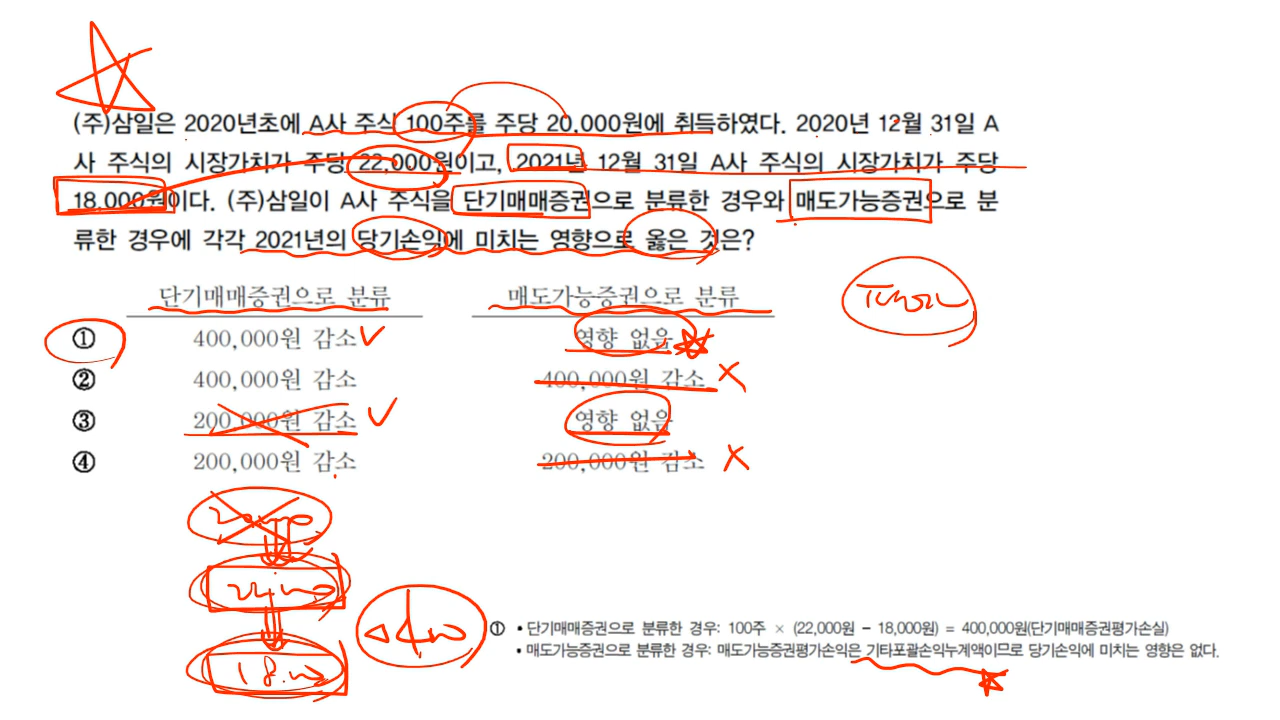 (주)삼일은 2020년초에 A사 주식 100주를 주당 20,000원에 취득하였다. 2020년 12월 31일 A
사 주식의 시장가치가 주당 22,000원이고, 2021년 12월 31일 A사 주식의 시장가치가 주당
18,000원이다. (주)삼일이 A사 주식을 단기매매증권으로 분류한 경우와 매도가능증권으로 분
류한 경우에 각각 2021년의 당기손익에 미치는 영향으로 옳은 것은?
단기매매증권으로 분류 매도가능증권으로 분류
① 400,000원 감소 영향 없음
② 400,000원 감소 400,000원 감소
③ 200,000원 감소 영향 없음
④ 200,000원 감소 200,000원 감소
① • 단기매매증권으로 분류한 경우: 100주 × (22,000원 − 18,000원) = 400,000원(단기매매증권평가손실)
• 매도가능증권으로 분류한 경우: 매도가능증권평가손익은 기타포괄손익누계액이므로 당기손익에 미치는 영향은 없다.